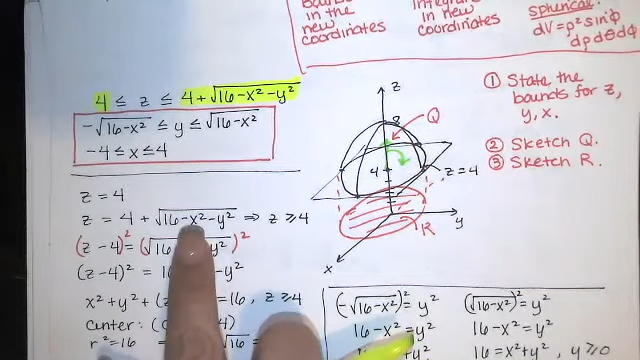 bounds
in the
new
coordinates
integral
in new
coordinates
spherical:
dV = ρ² sin φ
dρ dθ dφ
4 ≤ z ≤ 4+√16-x²-y²
-√16-x² ≤ y ≤ √16-x²
-4 ≤ x ≤ 4
① State the
bounds for z,
y, x.
② Sketch Q.
③ Sketch R.
z
8
Q
4
z=4
R
y
x
z = 4
z = 4 + √16-x²-y² ⇒ z ≥ 4
(z-4)² = (√16 y²)²
(z-4)² = 16 -y²
x² + y² + (z =16, z ≥ 4
center: ( 4)
r² = 16 √16 =
(-√16-x²)² = y²
16-x² = y²
+y²
(√16-x²)² = y²
16-x² = y²
16 = x²+y², y ≥ 0